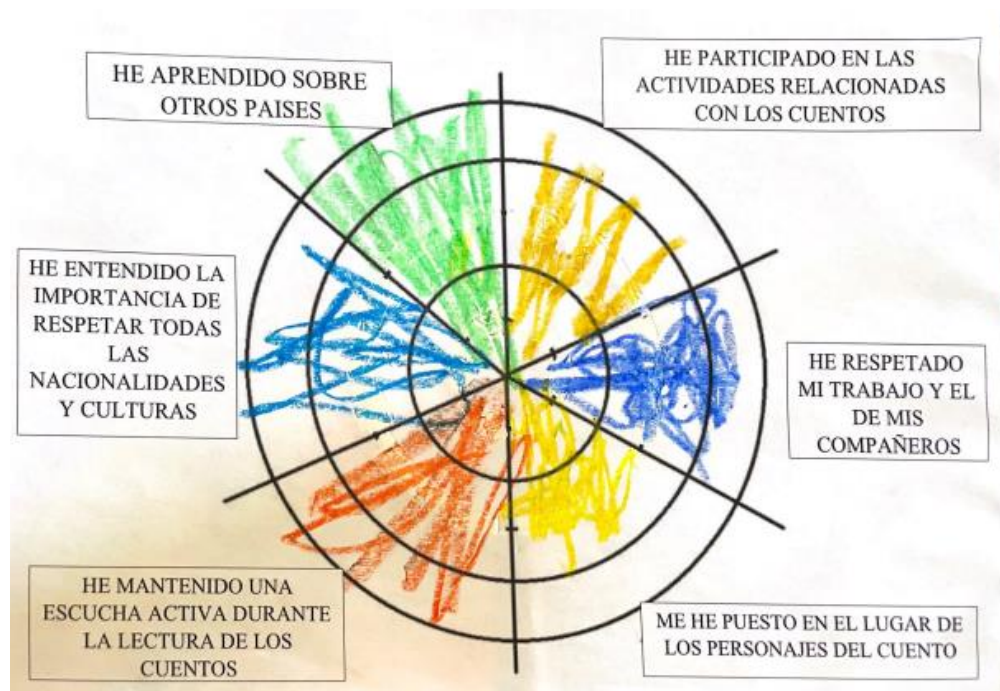 HE APRENDIDO SOBRE
OTROS PAISES
HE PARTICIPADO EN LAS
ACTIVIDADES RELACIONADAS
CON LOS CUENTOS
HE ENTENDIDO LA
IMPORTANCIA DE
RESPETAR TODAS
LAS
NACIONALIDADES
Y CULTURAS
HE RESPETADO
MI TRABAJO Y EL
DE MIS
COMPAÑEROS
HE MANTENIDO UNA
ESCUCHA ACTIVA DURANTE
LA LECTURA DE LOS
CUENTOS
ME HE PUESTO EN EL LUGAR DE
LOS PERSONAJES DEL CUENTO